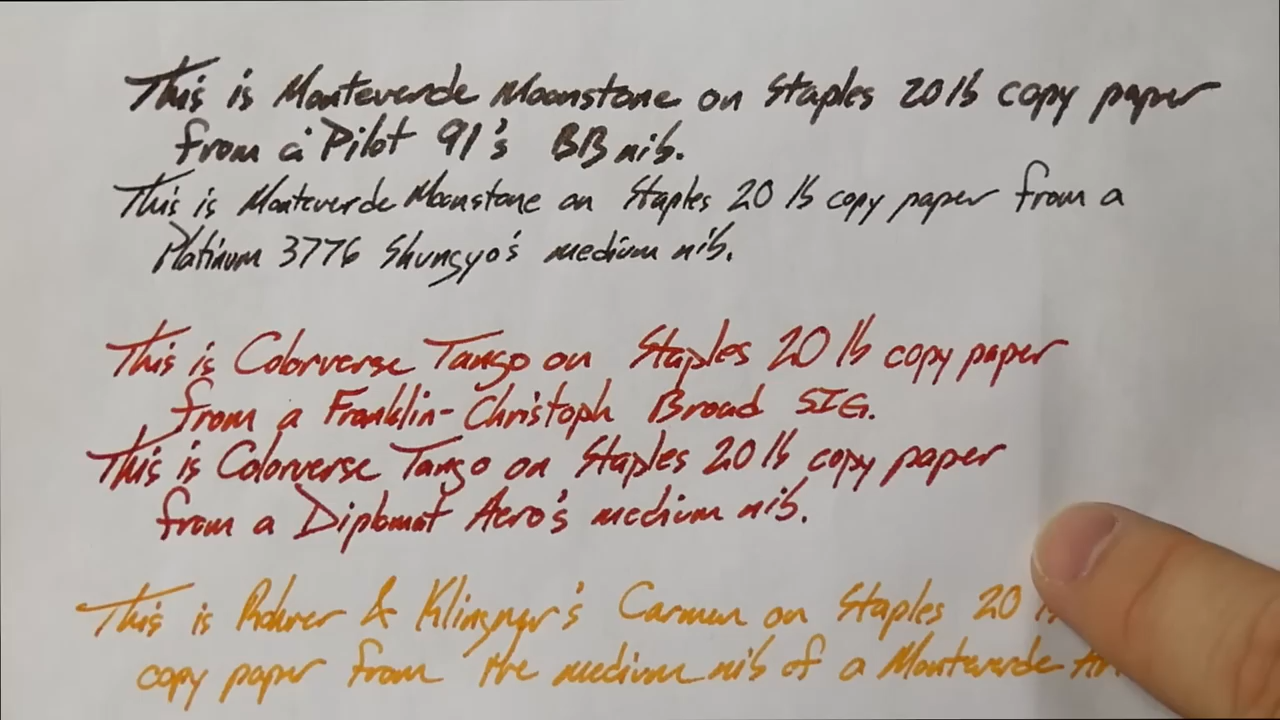 This is Monteverde Moonstone on Staples 20 lb copy paper
from a Pilot 91's BB nib.
This is Monteverde Moonstone on Staples 20 lb copy paper from a
Platinum 3776 Shungyo's medium nib.
This is Colorverse Tango on Staples 20 lb copy paper
from a Franklin-Christoph Broad SIG.
This is Colorverse Tango on Staples 20 lb copy paper
from a Diplomat Aero's medium nib.
This is Rohrer & Klingner's Carmen on Staples 20
copy paper from the medium nib of a Monteverde